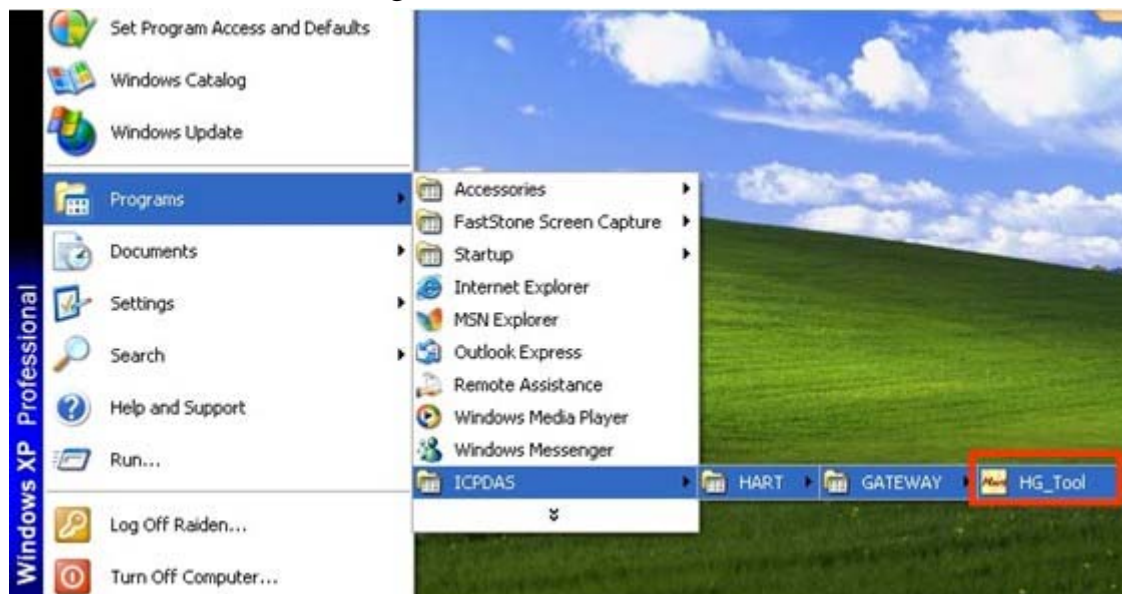 Set Program Access and Defaults
Windows Catalog
Windows Update
Programs
Documents
Settings
Search
Help and Support
Run...
Log Off Raiden...
Turn Off Computer...
Windows XP Professional
Accessories
FastStone Screen Capture
Startup
Internet Explorer
MSN Explorer
Outlook Express
Remote Assistance
Windows Media Player
Windows Messenger
ICPDAS
HART
GATEWAY
HG_Tool